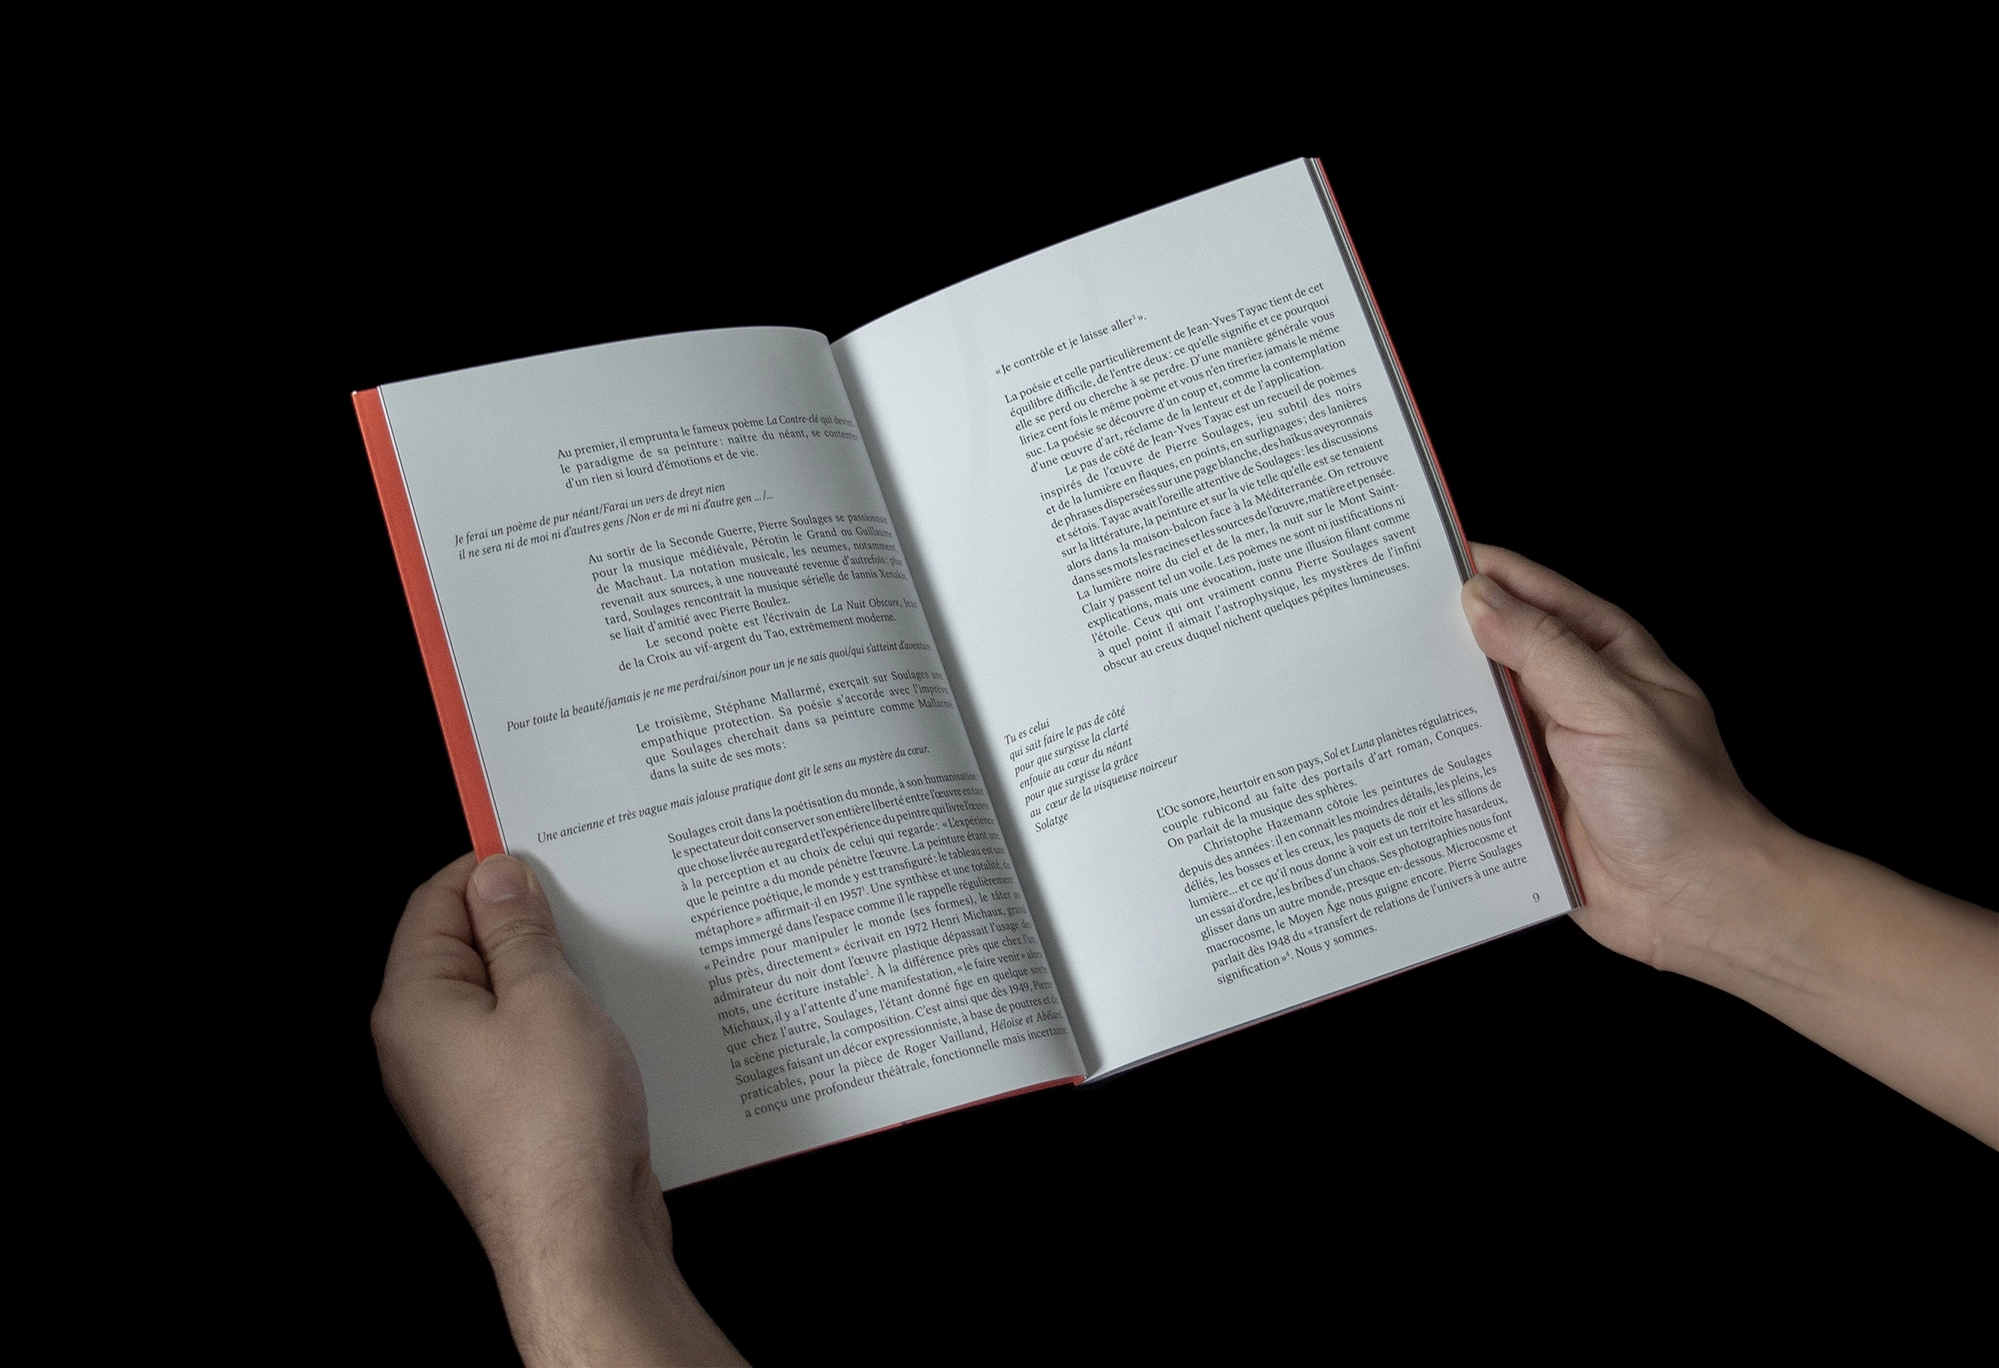 Au premier, il emprunta le fameux poème La Contre-clé qui devint
le paradigme de sa peinture : naître du néant, se contenter
d'un rien si lourd d'émotions et de vie.
Je ferai un poème de pur néant/Farai un vers de dreyt nien
il ne sera ni de moi ni d'autres gens /Non er de mi ni d'autre gen .../...
Au sortir de la Seconde Guerre, Pierre Soulages se passionnait
pour la musique médiévale, Pérotin le Grand ou Guillaume
de Machaut. La notation musicale, les neumes, notamment,
revenait aux sources, à une nouveauté revenue d'autrefois ; plus
tard, Soulages rencontrait la musique sérielle de Iannis Xenakis,
se liait d'amitié avec Pierre Boulez.
Le second poète est l'écrivain de La Nuit Obscure, Jean
de la Croix au vif-argent du Tao, extrêmement moderne.
Pour toute la beauté/jamais je ne me perdrai/sinon pour un je ne sais quoi/qui s'atteint d'aventure.
Le troisième, Stéphane Mallarmé, exerçait sur Soulages une
empathique protection. Sa poésie s'accorde avec l'imprévu
que Soulages cherchait dans sa peinture comme Mallarmé
dans la suite de ses mots :
Une ancienne et très vague mais jalouse pratique dont gît le sens au mystère du cœur.
Soulages croit dans la poétisation du monde, à son humanisation
le spectateur doit conserver son entière liberté entre l'œuvre en tant
que chose livrée au regard et l'expérience du peintre qui livre l'œuvre
à la perception et au choix de celui qui regarde : « L'expérience
que le peintre a du monde pénètre l'œuvre. La peinture étant une
expérience poétique, le monde y est transfiguré : le tableau est une
métaphore » affirmait-il en 1957¹. Une synthèse et une totalité, du
temps immergé dans l'espace comme il le rappelle régulièrement
« Peindre pour manipuler le monde (ses formes), le tâter au
plus près, directement » écrivait en 1972 Henri Michaux, grand
admirateur du noir dont l'œuvre plastique dépassait l'usage des
mots, une écriture instable². À la différence près que chez l'un,
Michaux, il y a l'attente d'une manifestation, « le faire venir » alors
que chez l'autre, Soulages, l'étant donné fige en quelque sorte
la scène picturale, la composition. C'est ainsi que dès 1949, Pierre
Soulages faisant un décor expressionniste, à base de poutres et de
praticables, pour la pièce de Roger Vailland, Héloïse et Abélard,
a conçu une profondeur théâtrale, fonctionnelle mais incertaine
« Je contrôle et je laisse aller³ ».
La poésie et celle particulièrement de Jean-Yves Tayac tient de cet
équilibre difficile, de l'entre deux : ce qu'elle signifie et ce pourquoi
elle se perd ou cherche à se perdre. D'une manière générale vous
liriez cent fois le même poème et vous n'en tireriez jamais le même
suc. La poésie se découvre d'un coup et, comme la contemplation
d'une œuvre d'art, réclame de la lenteur et de l'application.
Le pas de côté de Jean-Yves Tayac est un recueil de poèmes
inspirés de l'œuvre de Pierre Soulages, jeu subtil des noirs
et de la lumière en flaques, en points, en surlignages ; des lanières
de phrases dispersées sur une page blanche, des haïkus aveyronnais
et sétois. Tayac avait l'oreille attentive de Soulages : les discussions
sur la littérature, la peinture et sur la vie telle qu'elle est se tenaient
alors dans la maison-balcon face à la Méditerranée. On retrouve
dans ses mots les racines et les sources de l'œuvre, matière et pensée.
La lumière noire du ciel et de la mer, la nuit sur le Mont Saint-
Clair y passent tel un voile. Les poèmes ne sont ni justifications ni
explications, mais une évocation, juste une illusion filant comme
l'étoile. Ceux qui ont vraiment connu Pierre Soulages savent
à quel point il aimait l'astrophysique, les mystères de l'infini
obscur au creux duquel nichent quelques pépites lumineuses.
Tu es celui
qui sait faire le pas de côté
pour que surgisse la clarté
enfouie au cœur du néant
pour que surgisse la grâce
au cœur de la visqueuse noirceur
Solatge
L'Oc sonore, heurtoir en son pays, Sol et Luna planètes régulatrices,
couple rubicond au faîte des portails d'art roman, Conques.
On parlait de la musique des sphères.
Christophe Hazemann côtoie les peintures de Soulages
depuis des années : il en connaît les moindres détails, les pleins, les
déliés, les bosses et les creux, les paquets de noir et les sillons de
lumière... et ce qu'il nous donne à voir est un territoire hasardeux,
un essai d'ordre, les bribes d'un chaos. Ses photographies nous font
glisser dans un autre monde, presque en-dessous. Microcosme et
macrocosme, le Moyen Âge nous guigne encore. Pierre Soulages
parlait dès 1948 du « transfert de relations de l'univers à une autre
signification »⁴. Nous y sommes.
9